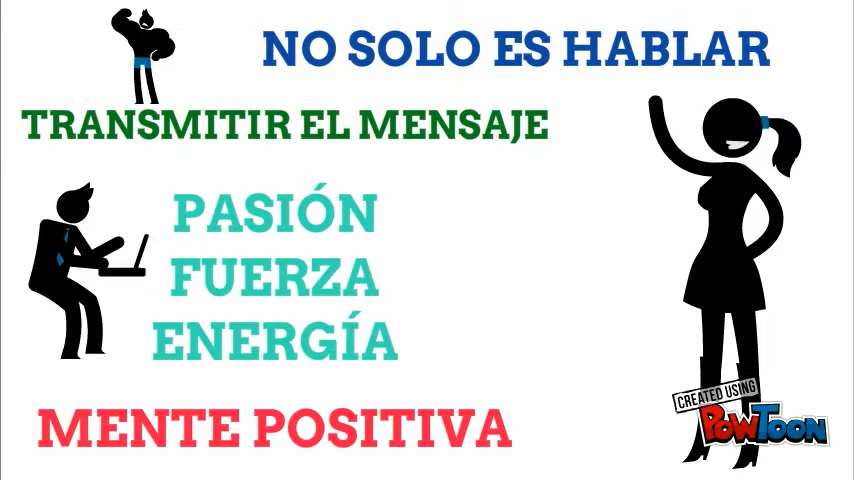 NO SOLO ES HABLAR
TRANSMITIR EL MENSAJE
PASIÓN
FUERZA
ENERGÍA
MENTE POSITIVA
CREATED USING
POWTOON